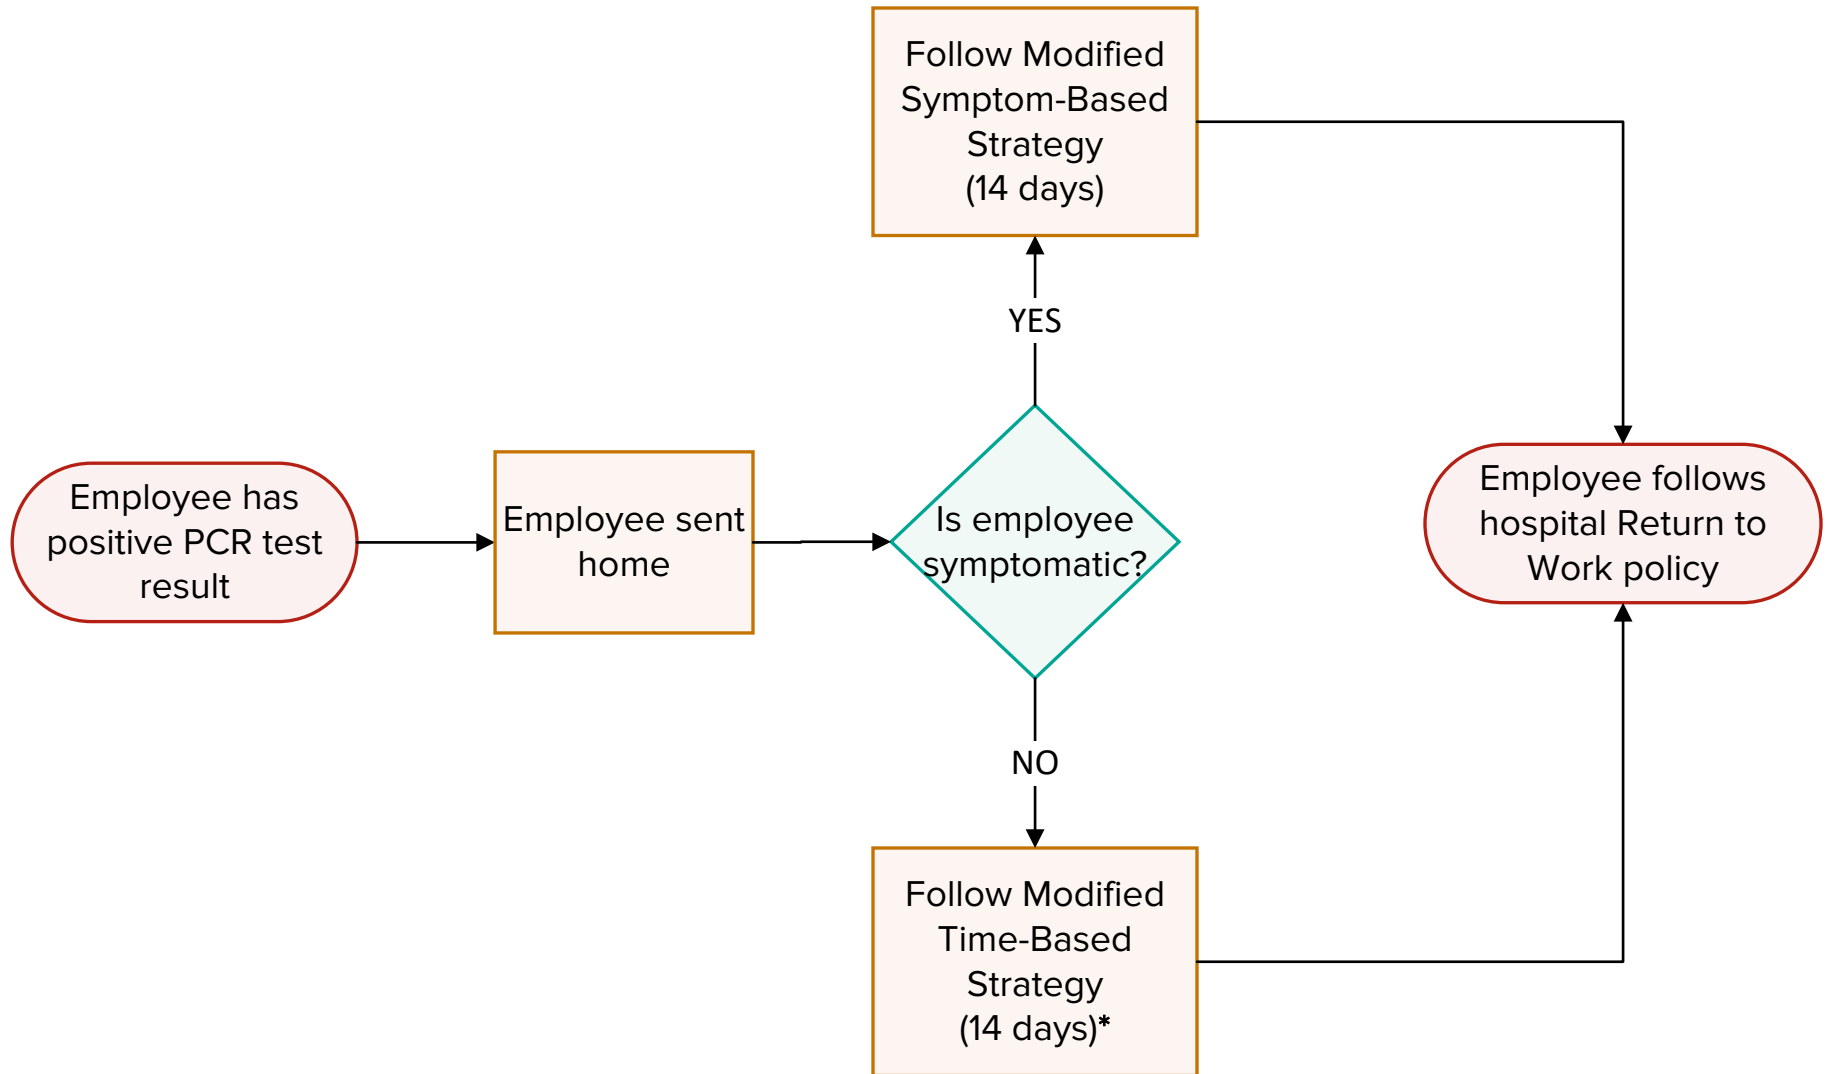 Employee has
positive PCR test
result
Employee sent
home
Is employee
symptomatic?
YES
Follow Modified
Symptom-Based
Strategy
(14 days)
NO
Follow Modified
Time-Based
Strategy
(14 days)*
Employee follows
hospital Return to
Work policy